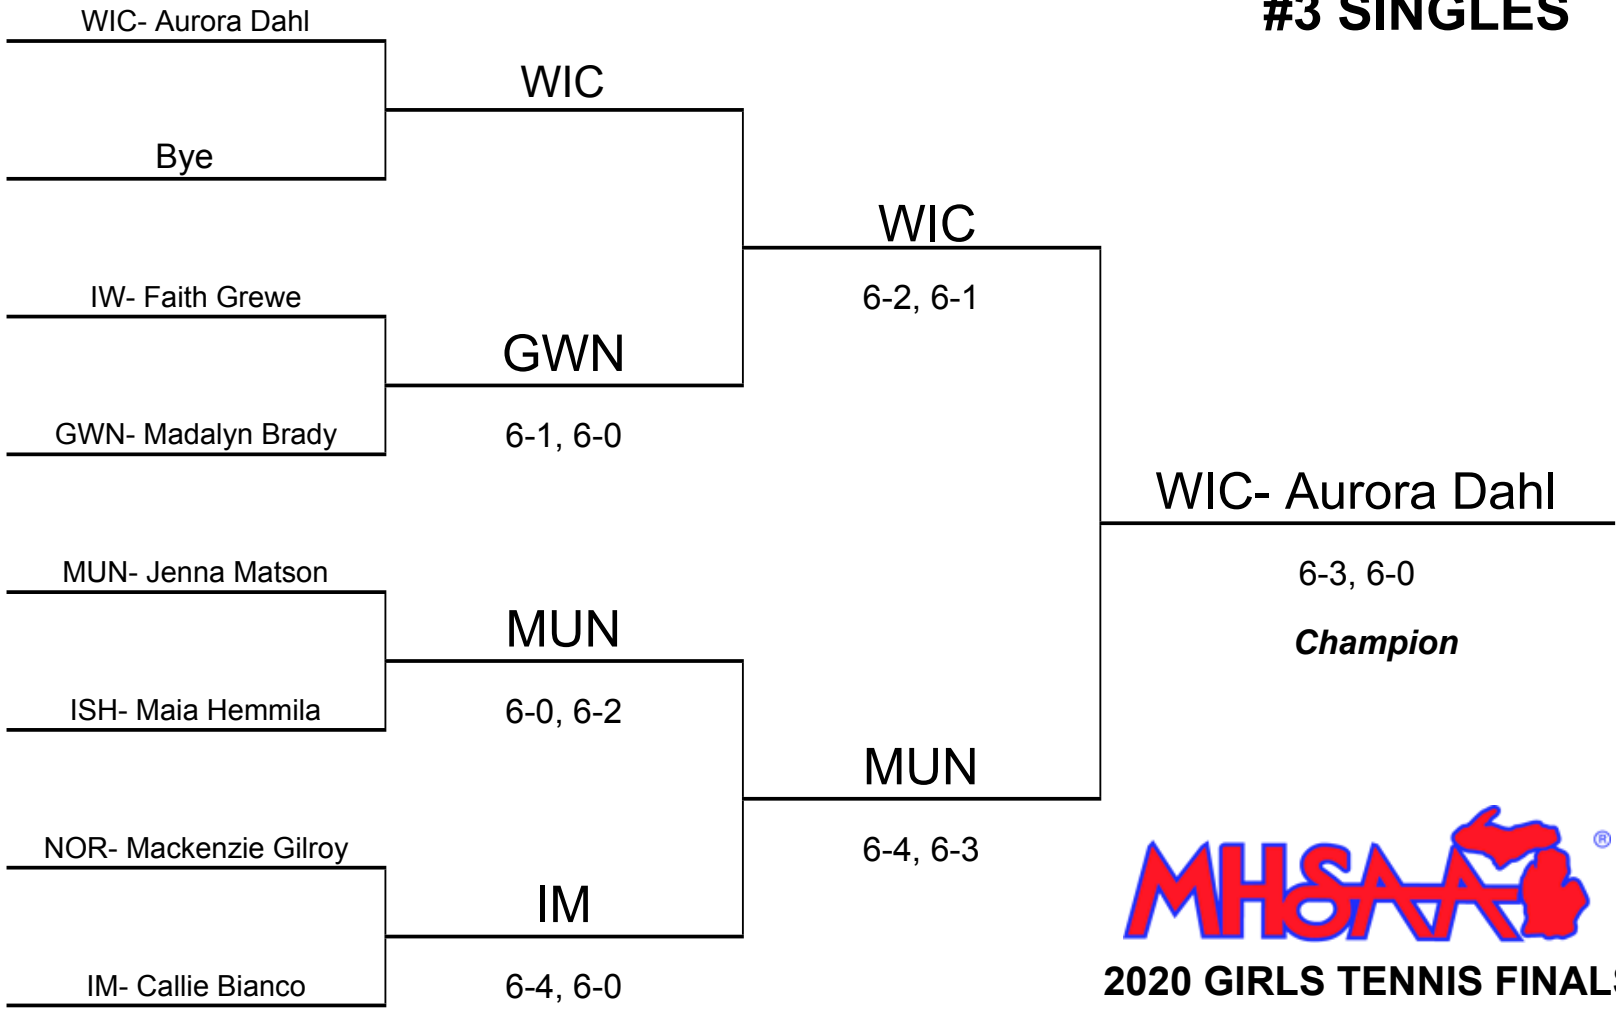 #3 SINGLES
WIC- Aurora Dahl
WIC
Bye
WIC
6-2, 6-1
IW- Faith Grewe
GWN
GWN- Madalyn Brady
6-1, 6-0
WIC- Aurora Dahl
6-3, 6-0
Champion
MUN- Jenna Matson
MUN
ISH- Maia Hemmila
6-0, 6-2
MUN
6-4, 6-3
NOR- Mackenzie Gilroy
IM
IM- Callie Bianco
6-4, 6-0
MHSAA ®
2020 GIRLS TENNIS FINALS